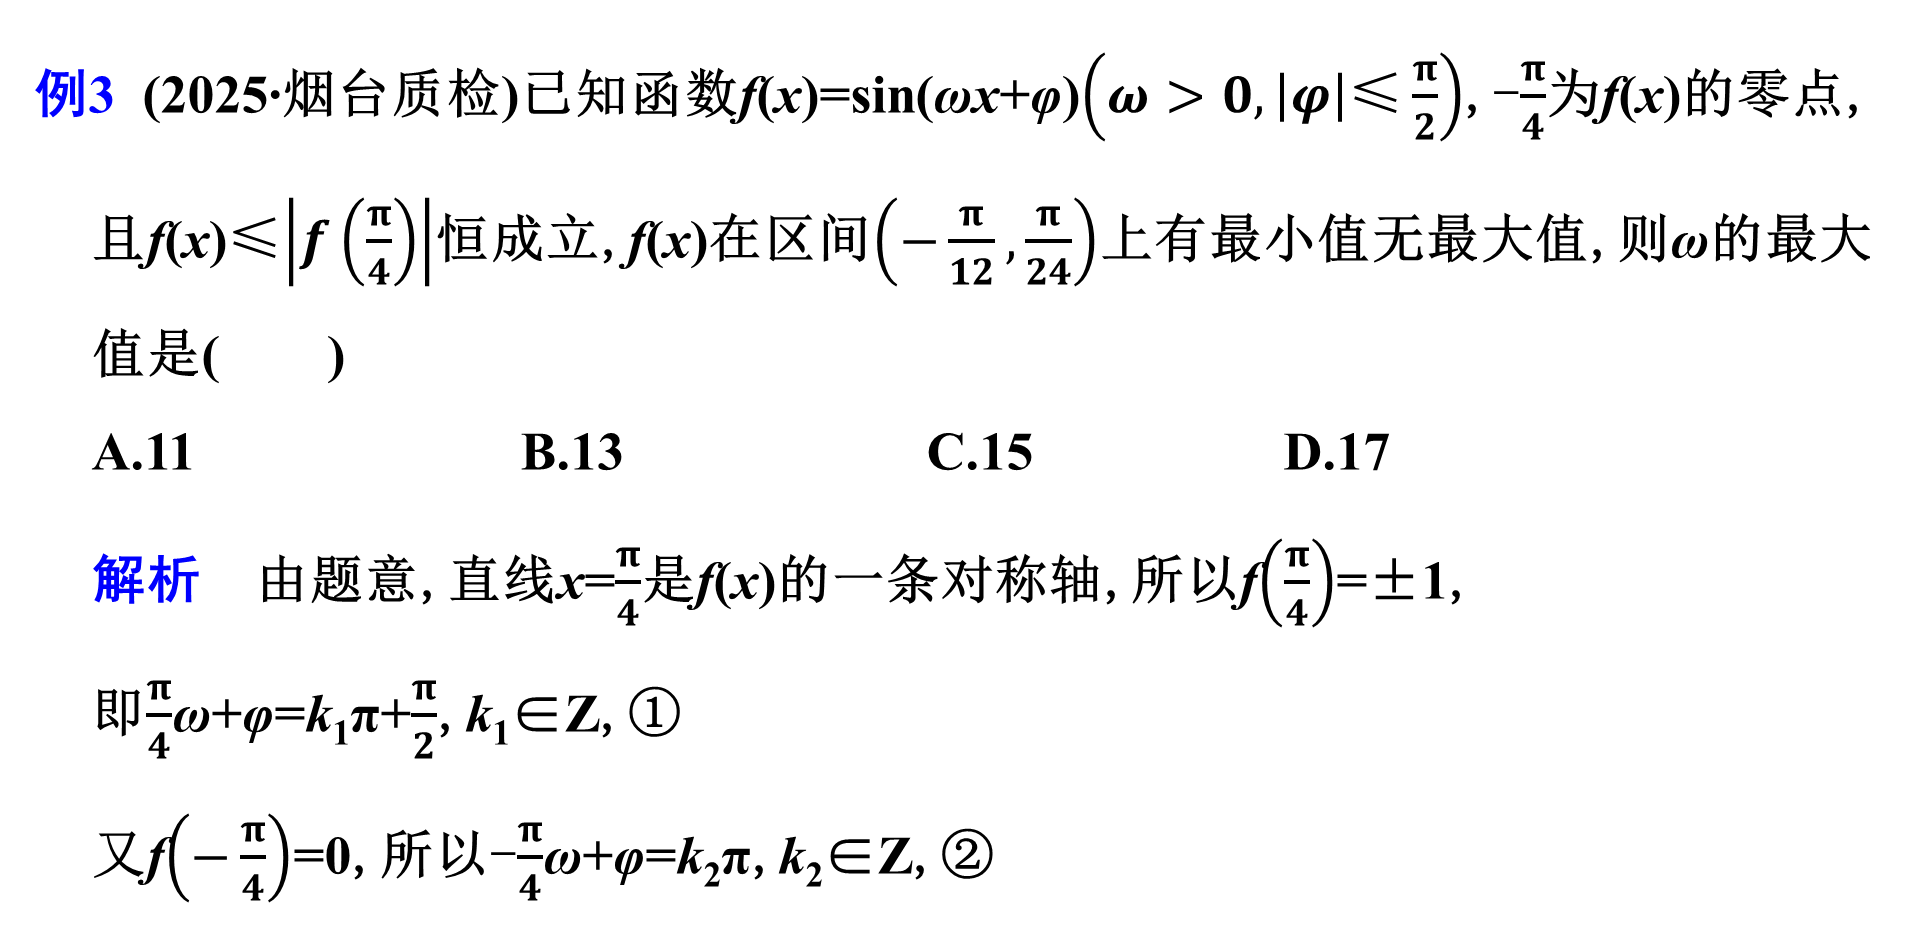 例3 (2025·烟台质检)已知函数f(x)=sin(ωx+φ)(ω > 0, |φ|≤π/2), -π/4为f(x)的零点,
且f(x)≤|f(π/4)|恒成立, f(x)在区间(-π/12, π/24)上有最小值无最大值, 则ω的最大
值是(  )
A.11 B.13 C.15 D.17
解析 由题意, 直线x=π/4是f(x)的一条对称轴, 所以f(π/4)=±1,
即π/4ω+φ=k₁π+π/2, k₁∈Z, ①
又f(-π/4)=0, 所以-π/4ω+φ=k₂π, k₂∈Z, ②